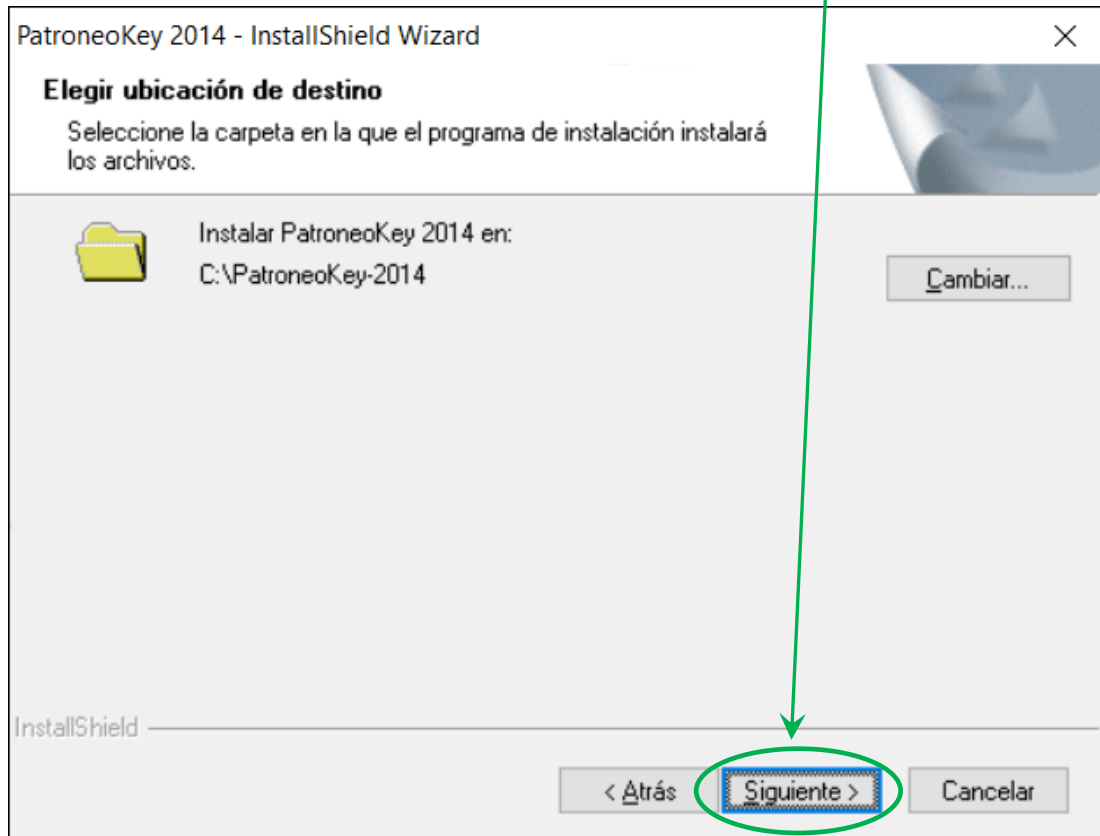 PatroneoKey 2014 - InstallShield Wizard
Elegir ubicación de destino
Seleccione la carpeta en la que el programa de instalación instalará
los archivos.
Instalar PatroneoKey 2014 en:
C:\PatroneoKey-2014
Cambiar...
InstallShield
< Atrás
Siguiente >
Cancelar